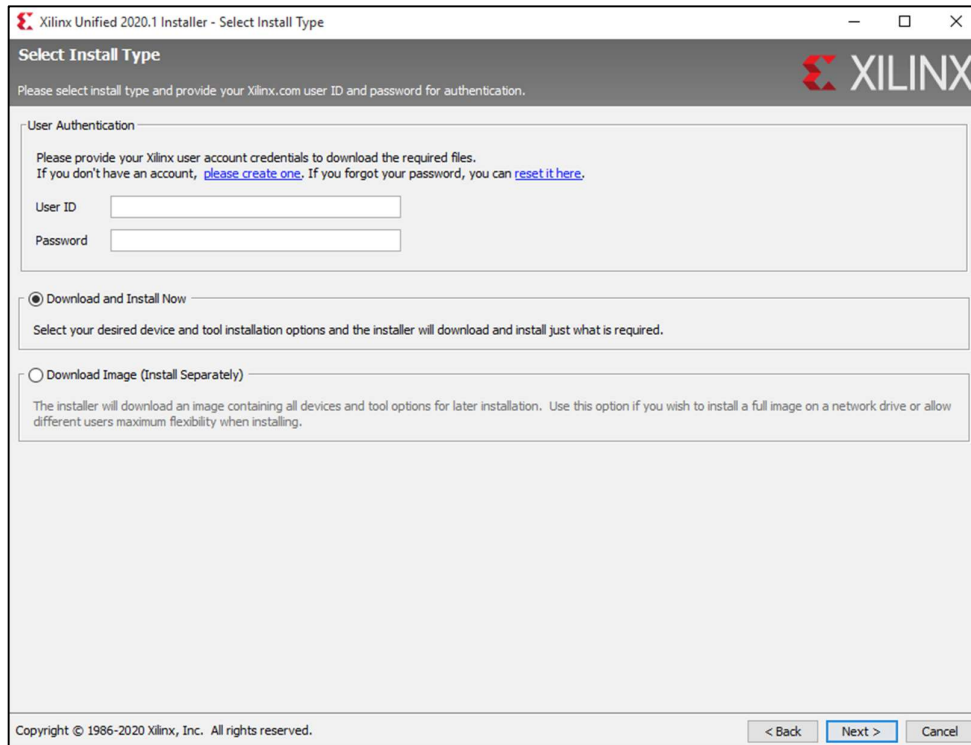 Xilinx Unified 2020.1 Installer - Select Install Type
Select Install Type
XILINX
Please select install type and provide your Xilinx.com user ID and password for authentication.
User Authentication
Please provide your Xilinx user account credentials to download the required files.
If you don't have an account, please create one. If you forgot your password, you can reset it here.
User ID
Password
Download and Install Now
Select your desired device and tool installation options and the installer will download and install just what is required.
Download Image (Install Separately)
The installer will download an image containing all devices and tool options for later installation. Use this option if you wish to install a full image on a network drive or allow
different users maximum flexibility when installing.
Copyright © 1986-2020 Xilinx, Inc. All rights reserved.
< Back
Next >
Cancel